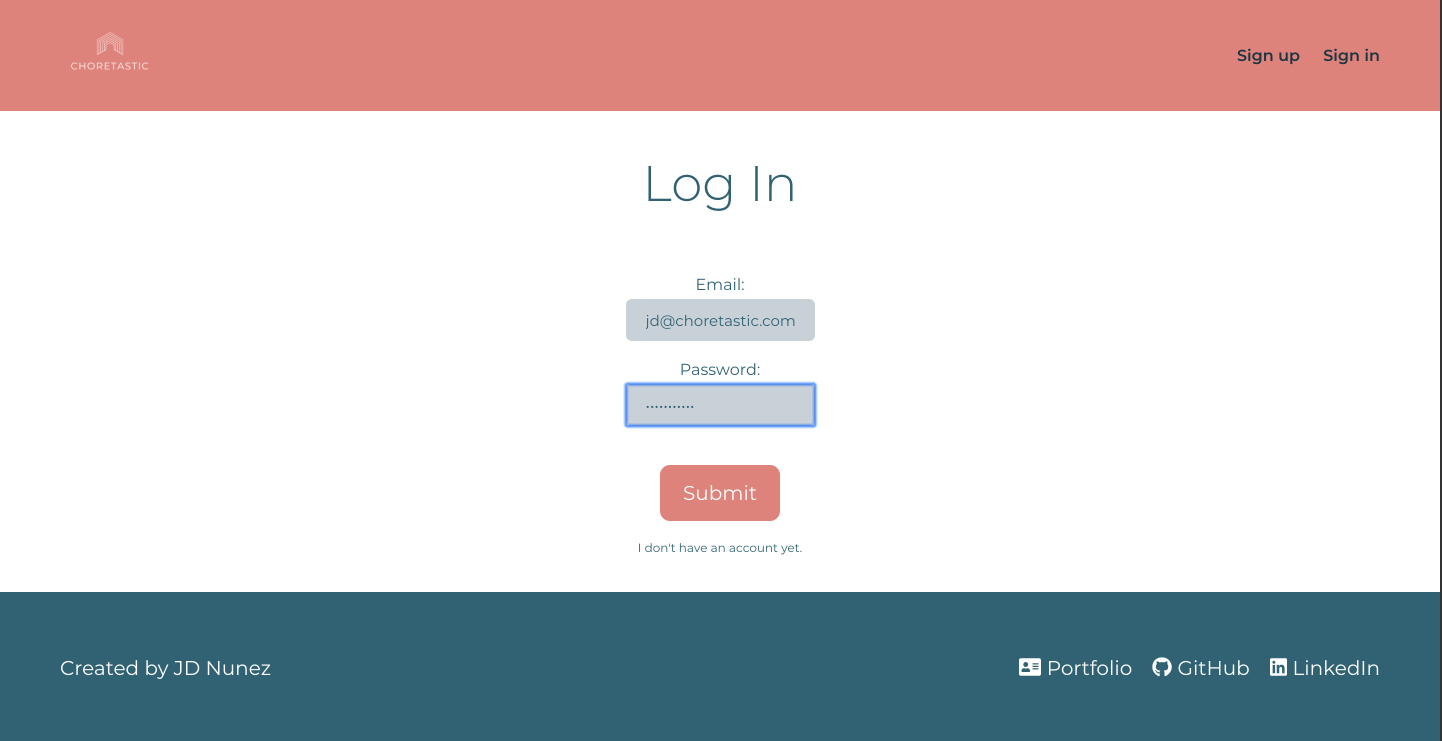 CHORETASTIC
Sign up Sign in
Log In
Email:
jd@choretastic.com
Password:
•••••••••••
Submit
I don't have an account yet.
Created by JD Nunez
Portfolio GitHub LinkedIn